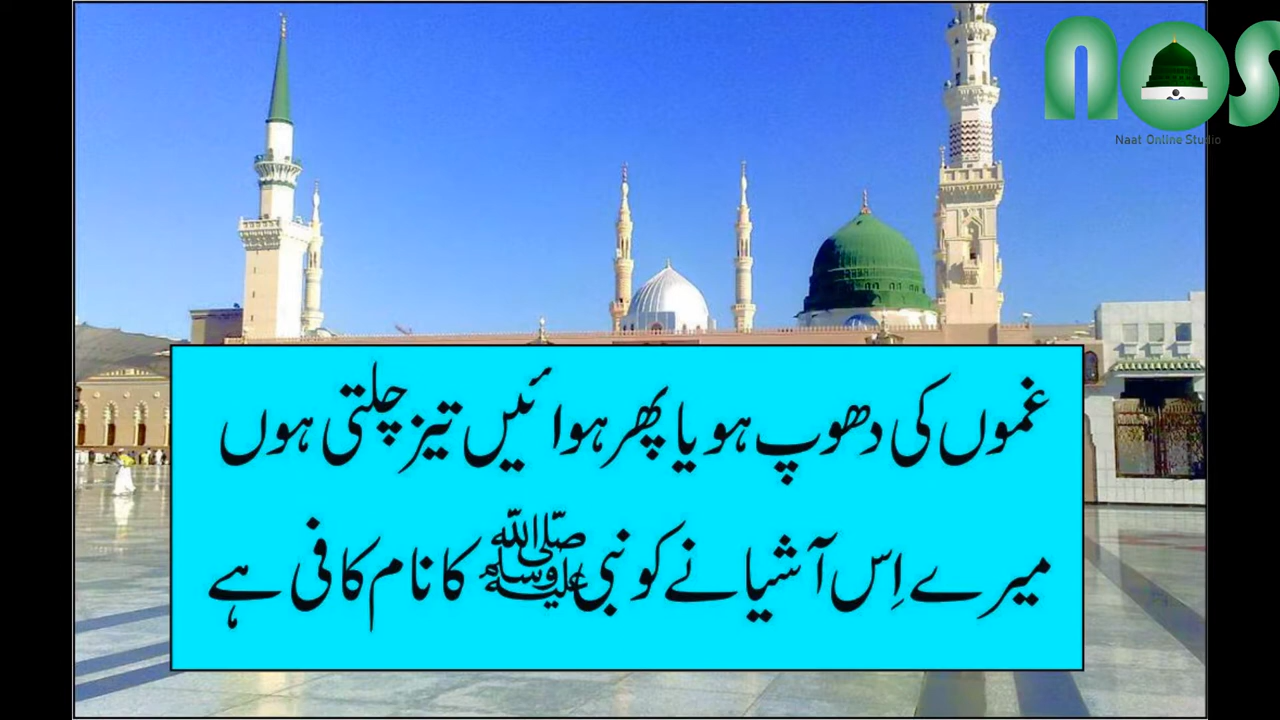 nos
Naat Online Studio
غموں کی دھوپ ہو یا پھر ہوائیں تیز چلتی ہوں
میرے اِس آشیانے کو نبی ﷺ کا نام کافی ہے